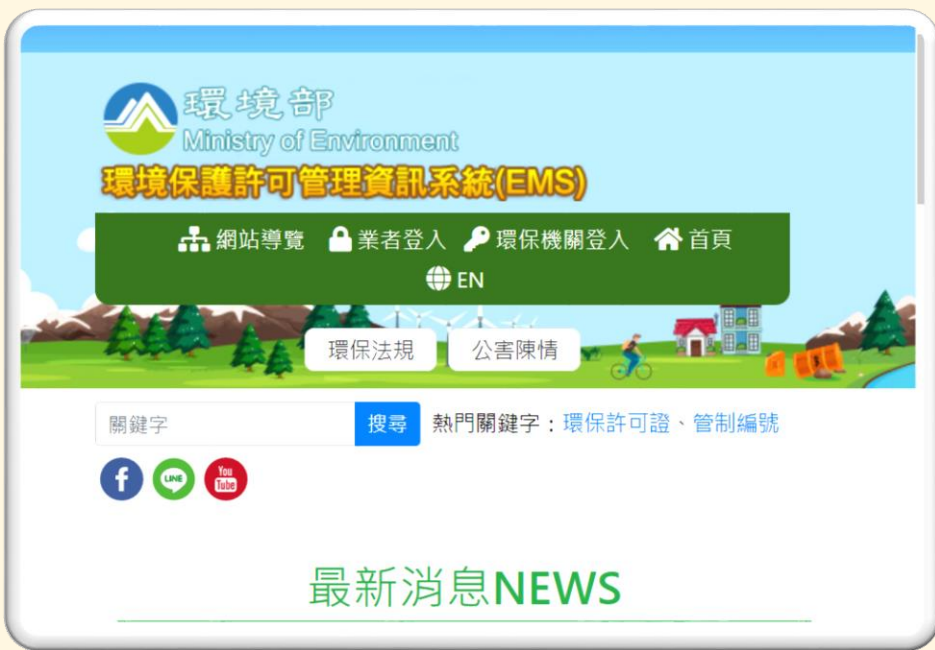 環境部
Ministry of Environment
環境保護許可管理資訊系統(EMS)
網站導覽 業者登入 環保機關登入 首頁
EN
環保法規 公害陳情
關鍵字 搜尋 熱門關鍵字：環保許可證、管制編號
f LINE You Tube
最新消息NEWS